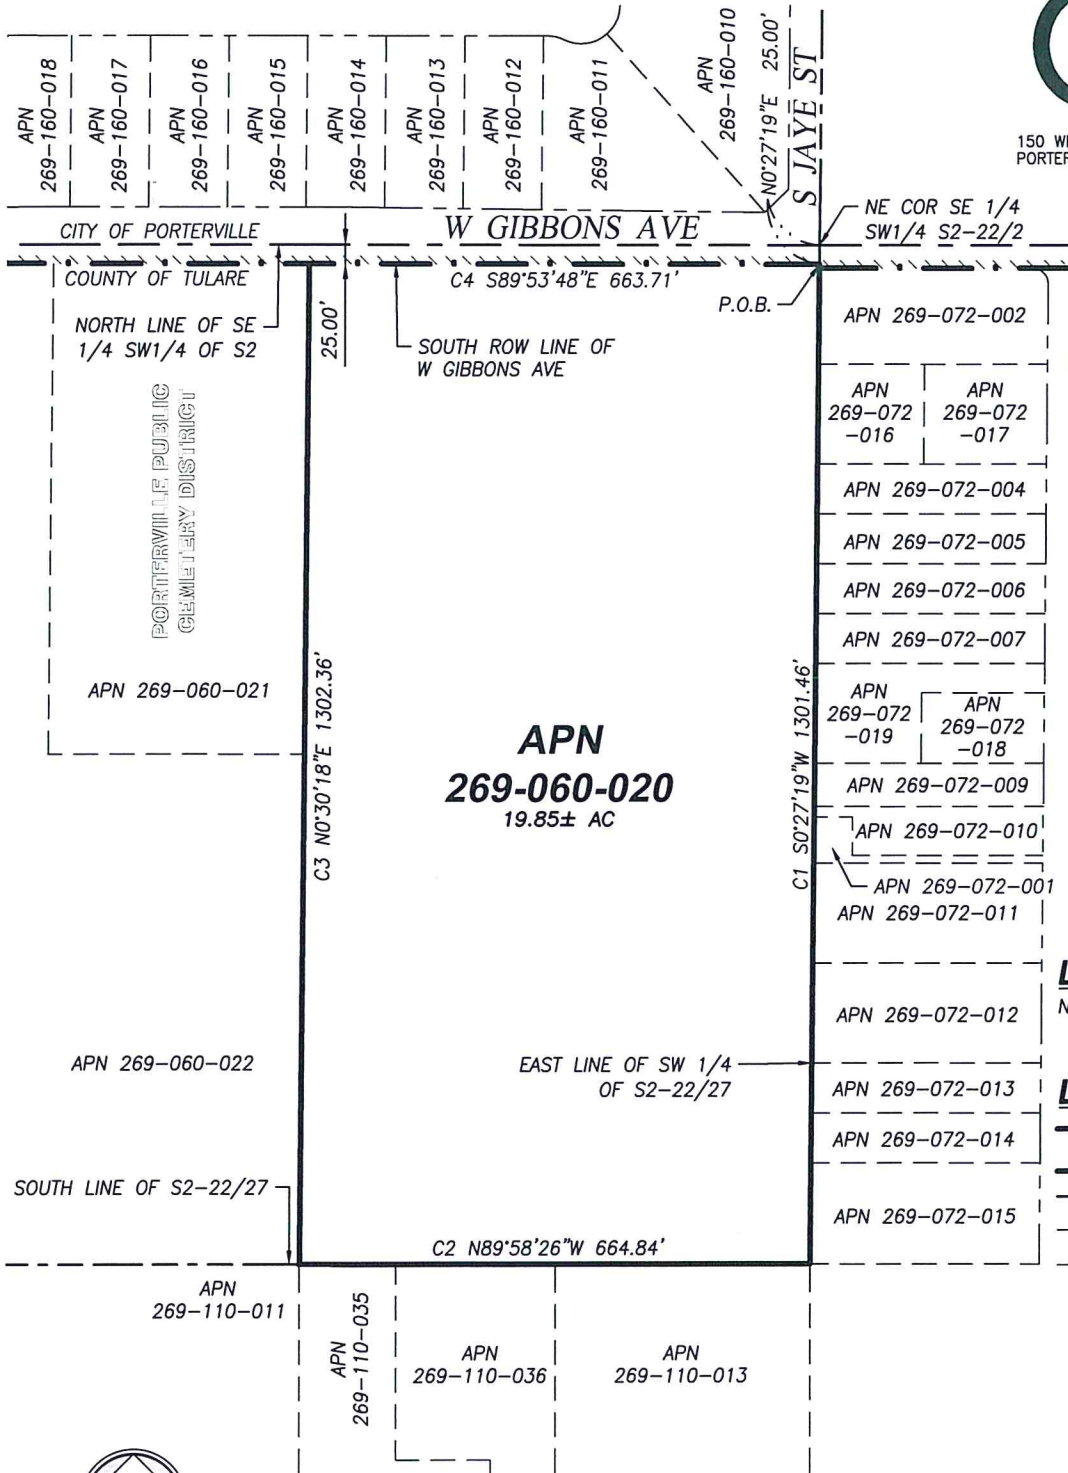 APN
269-160-018
APN
269-160-017
APN
269-160-016
APN
269-160-015
APN
269-160-014
APN
269-160-013
APN
269-160-012
APN
269-160-011
APN
269-160-010
N0°27'19"E 25.00'
S JAYE ST
150 W
PORTER
CITY OF PORTERVILLE
W GIBBONS AVE
NE COR SE 1/4
SW1/4 S2-22/2
COUNTY OF TULARE
C4 S89°53'48"E 663.71'
P.O.B.
NORTH LINE OF SE
1/4 SW1/4 OF S2
25.00'
SOUTH ROW LINE OF
W GIBBONS AVE
APN 269-072-002
PORTERVILLE PUBLIC
CEMETERY DISTRICT
APN
269-072
-016
APN
269-072
-017
APN 269-072-004
APN 269-072-005
APN 269-072-006
APN 269-072-007
APN 269-060-021
C3 N0°30'18"E 1302.36'
APN
269-060-020
19.85± AC
C1 S0°27'19"W 1301.46'
APN
269-072
-019
APN
269-072
-018
APN 269-072-009
APN 269-072-010
APN 269-072-001
APN 269-072-011
L
N
APN 269-072-012
APN 269-060-022
EAST LINE OF SW 1/4
OF S2-22/27
APN 269-072-013
L
APN 269-072-014
SOUTH LINE OF S2-22/27
APN 269-072-015
C2 N89°58'26"W 664.84'
APN
269-110-011
APN
269-110-035
APN
269-110-036
APN
269-110-013